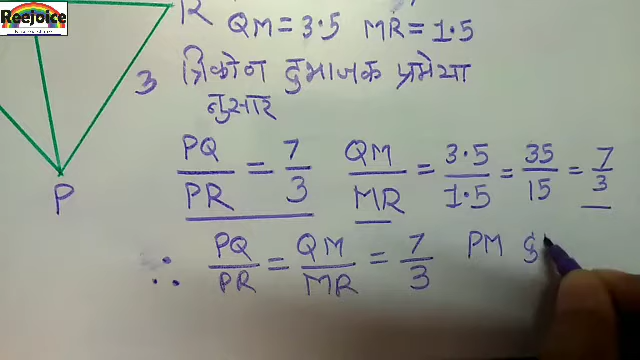 Reejoice
R QM = 3.5 MR = 1.5
3 त्रिकोण दुभाजक प्रमेया
नुसार
PQ/PR = 7/3 QM/MR = 3.5/1.5 = 35/15 = 7/3
P
∴ PQ/PR = QM/MR = 7/3 PM